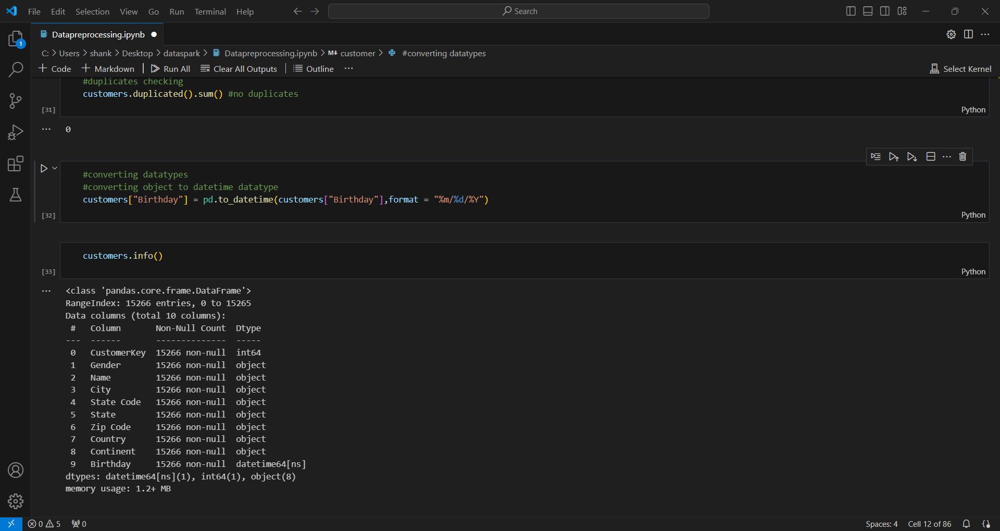 File Edit Selection View Go Run Terminal Help
Search
Datapreprocessing.ipynb
1
C: > Users > shank > Desktop > dataspark > Datapreprocessing.ipynb > M↓ customer > #converting datatypes
+ Code + Markdown | Run All Clear All Outputs | Outline ...
Select Kernel
#duplicates checking
customers.duplicated().sum() #no duplicates
[31]
Python
... 0
#converting datatypes
#converting object to datetime datatype
customers["Birthday"] = pd.to_datetime(customers["Birthday"],format = "%m/%d/%Y")
[32]
Python
customers.info()
[33]
Python
... <class 'pandas.core.frame.DataFrame'>
RangeIndex: 15266 entries, 0 to 15265
Data columns (total 10 columns):
 #   Column       Non-Null Count  Dtype
---  ------       --------------  -----
 0   CustomerKey  15266 non-null  int64
 1   Gender       15266 non-null  object
 2   Name         15266 non-null  object
 3   City         15266 non-null  object
 4   State Code   15266 non-null  object
 5   State        15266 non-null  object
 6   Zip Code     15266 non-null  object
 7   Country      15266 non-null  object
 8   Continent    15266 non-null  object
 9   Birthday     15266 non-null  datetime64[ns]
dtypes: datetime64[ns](1), int64(1), object(8)
memory usage: 1.2+ MB
0 5 0
Spaces: 4 Cell 12 of 86